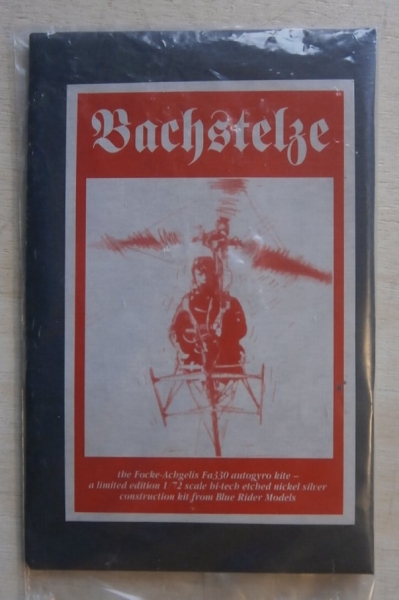 Bachstelze
the Focke-Achgelis Fa330 autogyro kite –
a limited edition 1/72 scale bi-tech etched nickel silver
construction kit from Blue Rider Models